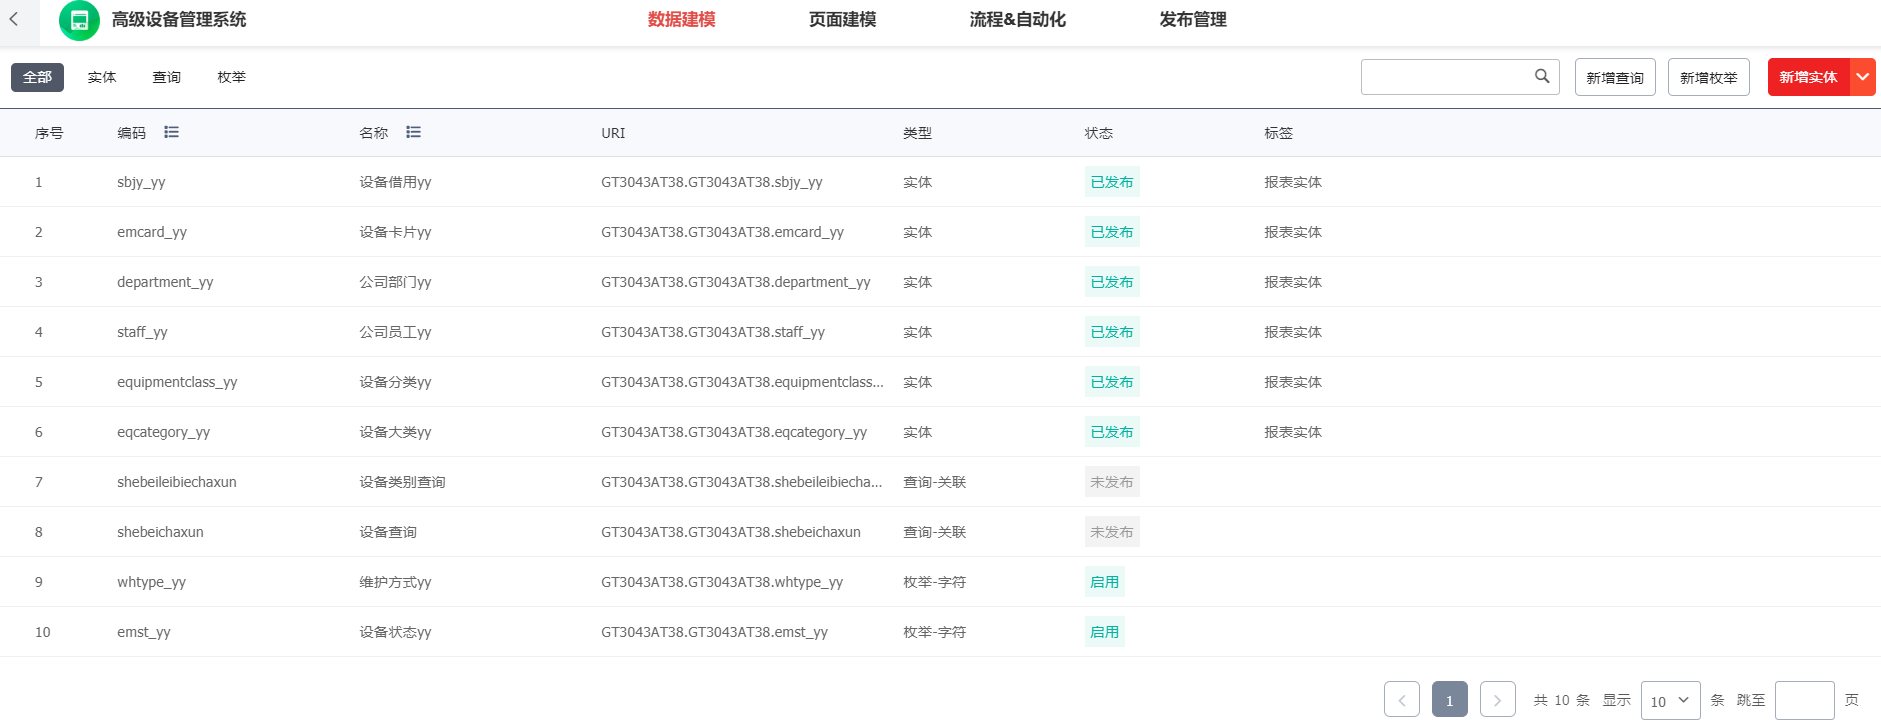 高级设备管理系统 数据建模 页面建模 流程&自动化 发布管理
全部 实体 查询 枚举 新增查询 新增枚举 新增实体
序号 编码 名称 URI 类型 状态 标签
1 sbjy_yy 设备借用yy GT3043AT38.GT3043AT38.sbjy_yy 实体 已发布 报表实体
2 emcard_yy 设备卡片yy GT3043AT38.GT3043AT38.emcard_yy 实体 已发布 报表实体
3 department_yy 公司部门yy GT3043AT38.GT3043AT38.department_yy 实体 已发布 报表实体
4 staff_yy 公司员工yy GT3043AT38.GT3043AT38.staff_yy 实体 已发布 报表实体
5 equipmentclass_yy 设备分类yy GT3043AT38.GT3043AT38.equipmentclass... 实体 已发布 报表实体
6 eqcategory_yy 设备大类yy GT3043AT38.GT3043AT38.eqcategory_yy 实体 已发布 报表实体
7 shebeileibiechaxun 设备类别查询 GT3043AT38.GT3043AT38.shebeileibiecha... 查询-关联 未发布
8 shebeichaxun 设备查询 GT3043AT38.GT3043AT38.shebeichaxun 查询-关联 未发布
9 whtype_yy 维护方式yy GT3043AT38.GT3043AT38.whtype_yy 枚举-字符 启用
10 emst_yy 设备状态yy GT3043AT38.GT3043AT38.emst_yy 枚举-字符 启用
1 共 10 条 显示 10 条 跳至 页